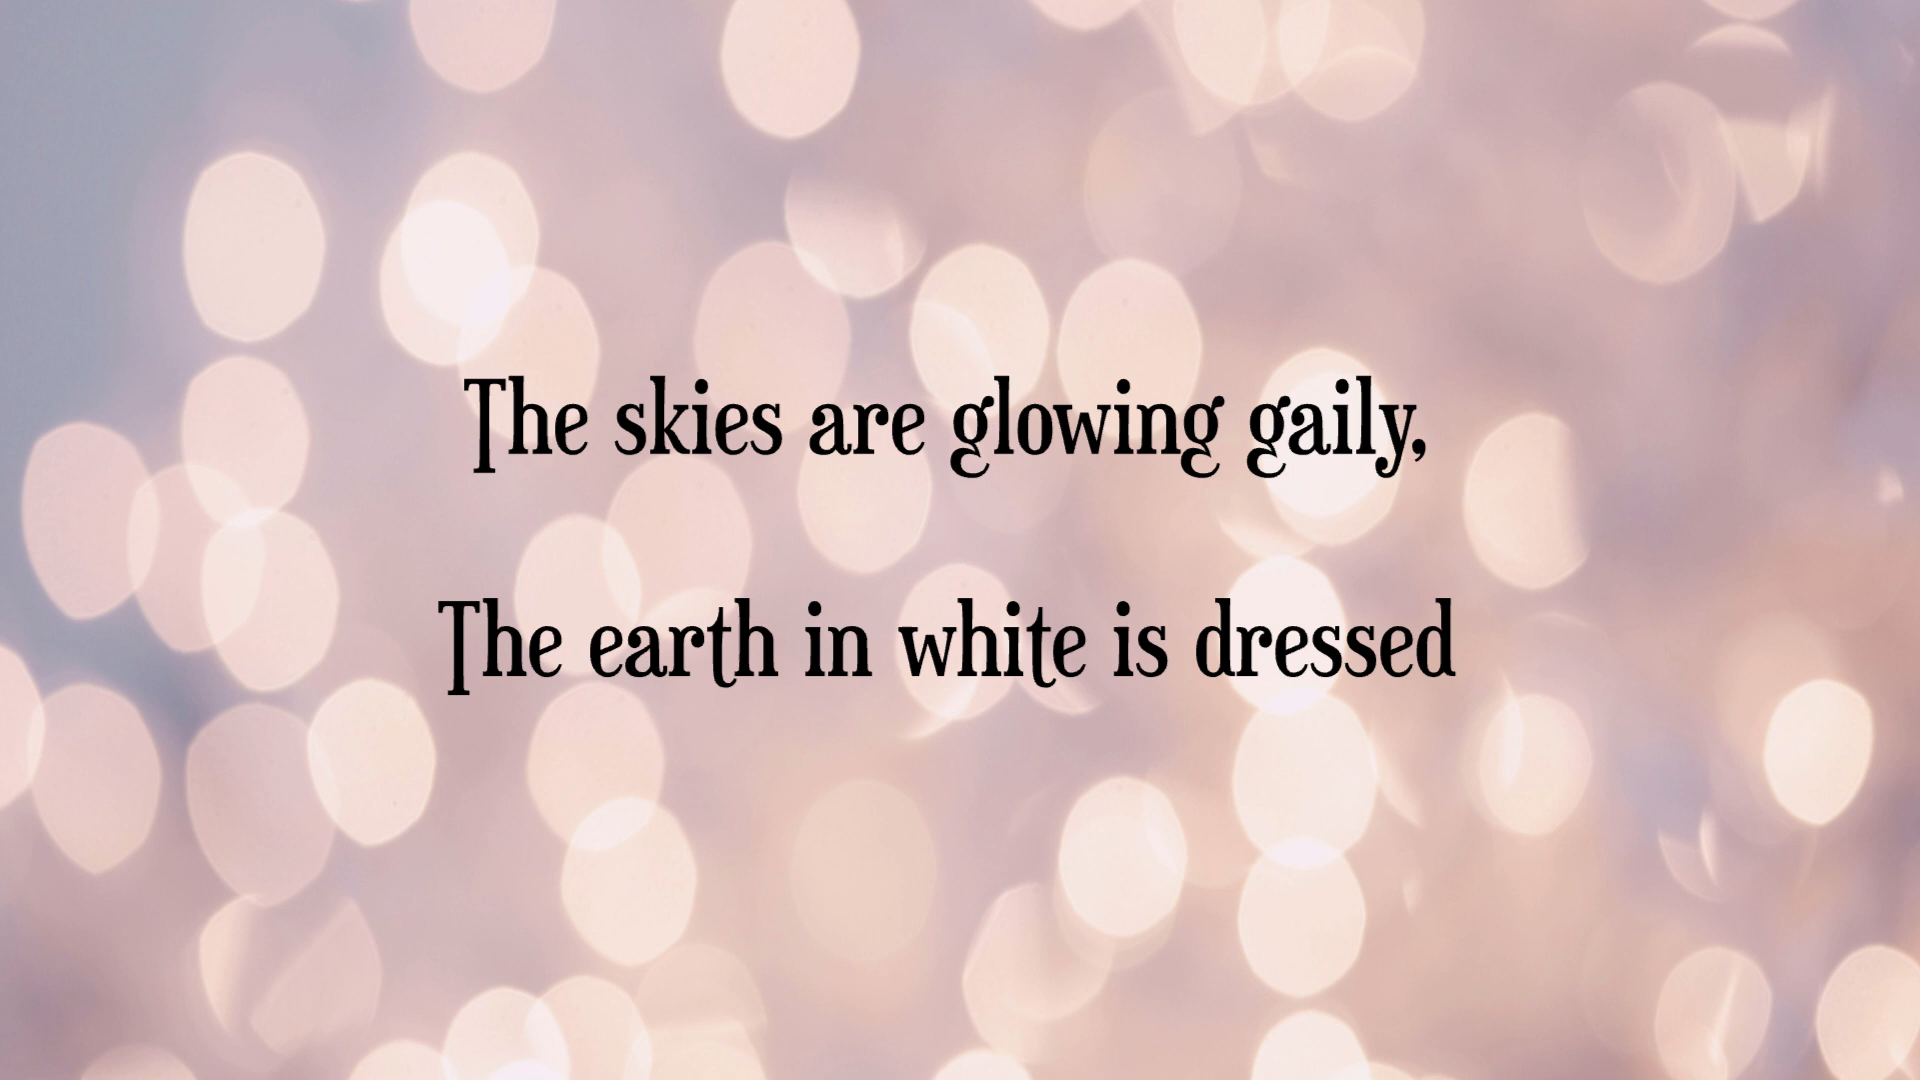 The skies are glowing gaily,
The earth in white is dressed